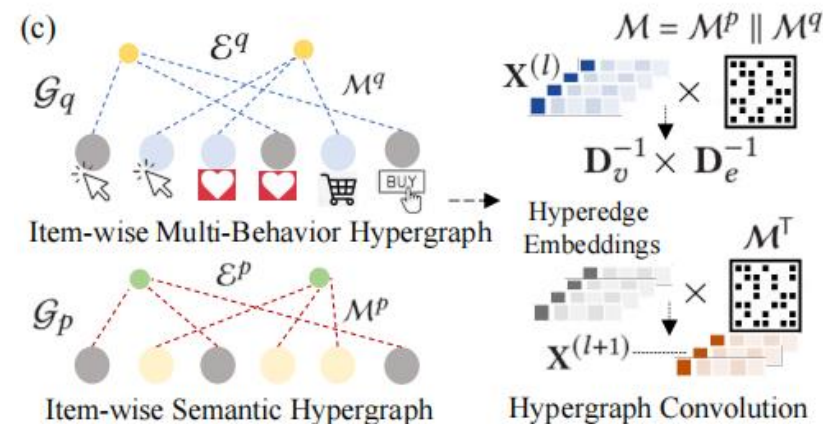 (c)
𝓔^q
𝓖_q
𝓜^q
BUY
Item-wise Multi-Behavior Hypergraph
𝓔^p
𝓖_p
𝓜^p
Item-wise Semantic Hypergraph
𝓜 = 𝓜^p ∥ 𝓜^q
𝐗^(l) ×
𝐃_v^−1 × 𝐃_e^−1
Hyperedge
Embeddings
𝓜^⊤
×
𝐗^(l+1)
Hypergraph Convolution